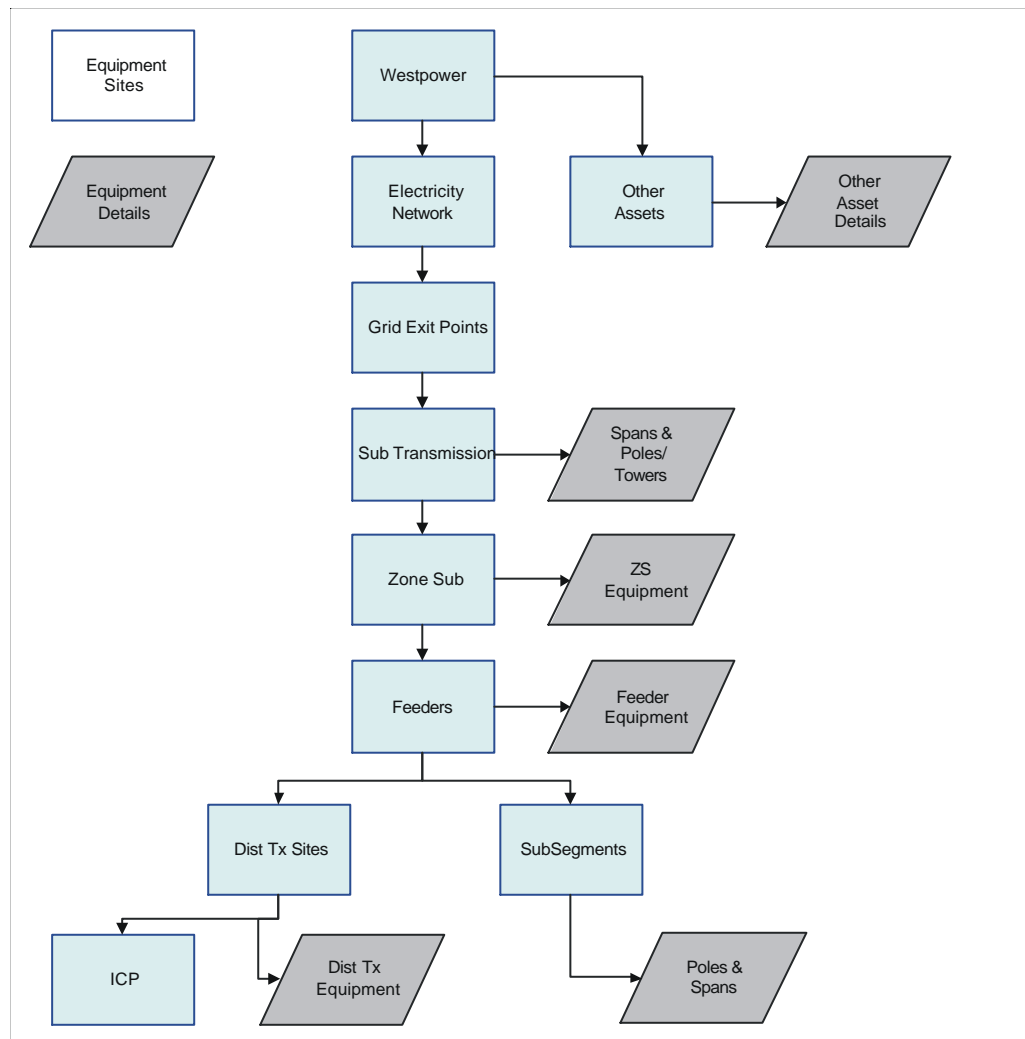 Equipment
Sites
Westpower
Equipment
Details
Electricity
Network
Other
Assets
Other
Asset
Details
Grid Exit Points
Sub Transmission
Spans &
Poles/
Towers
Zone Sub
ZS
Equipment
Feeders
Feeder
Equipment
Dist Tx Sites
SubSegments
ICP
Dist Tx
Equipment
Poles &
Spans